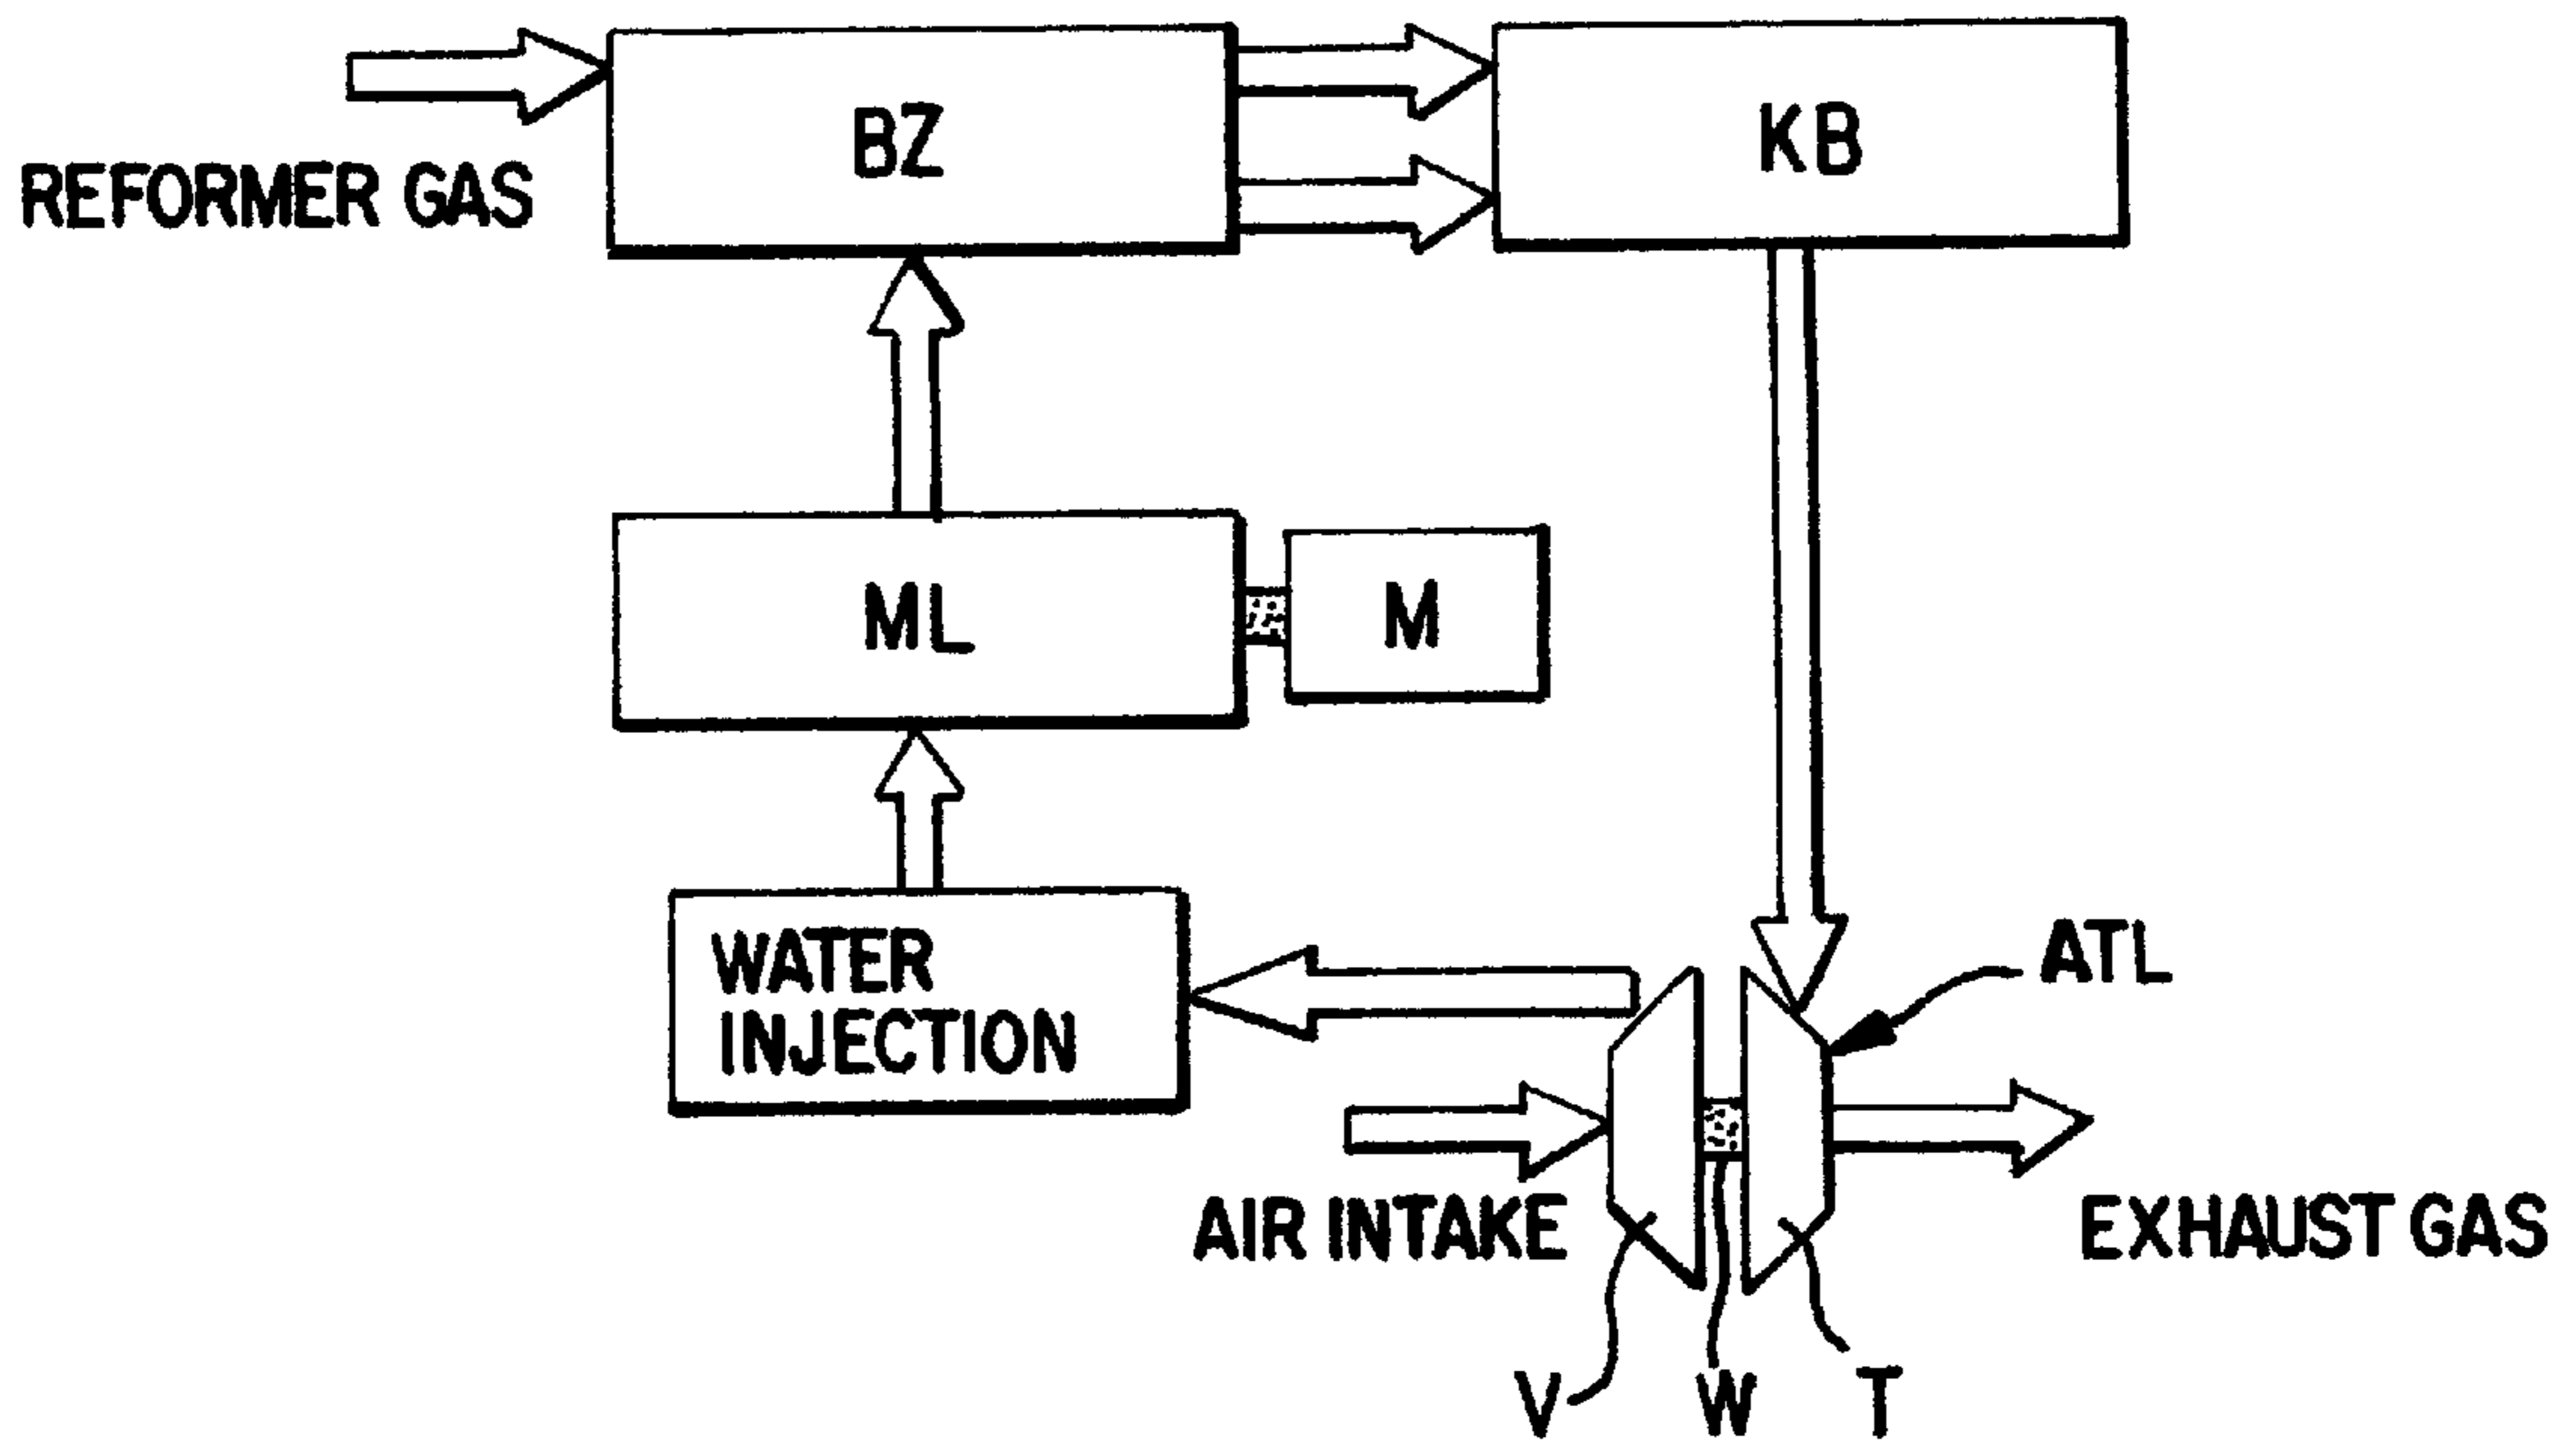 BZ
KB
REFORMER GAS
ML
M
WATER
INJECTION
ATL
AIR INTAKE
EXHAUST GAS
V
W
T